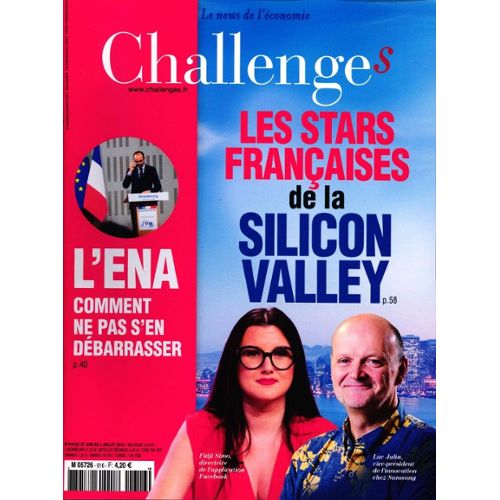 Le news de l'économie
Challenges
www.challenges.fr
LES STARS
FRANÇAISES
de la
SILICON
VALLEY
p.58
Strasbourg
L'ENA
COMMENT
NE PAS S'EN
DÉBARRASSER
p.40
Fidji Simo,
directrice
de l'application
Facebook
Luc Julia,
vice-président
de l'innovation
chez Samsung
M 05726 - 616 - F: 4,20 €